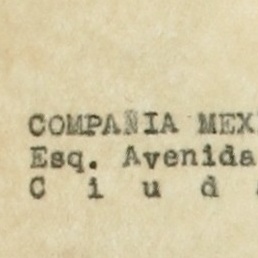 COMPAÑIA MEX
Esq. Avenida
C i u d